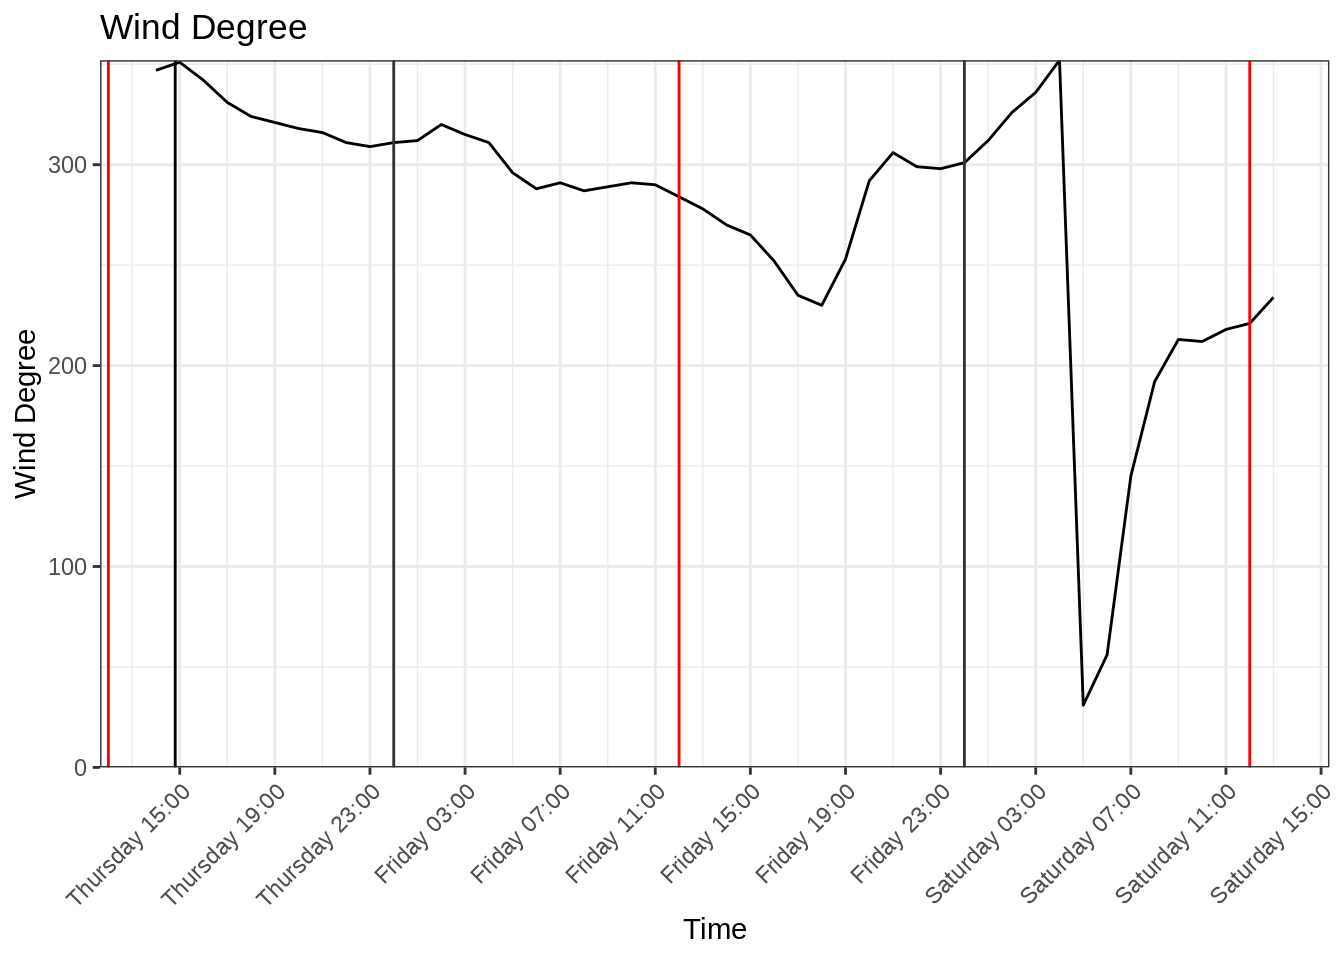 Wind Degree
Wind Degree
300
200
100
0
Thursday 15:00
Thursday 19:00
Thursday 23:00
Friday 03:00
Friday 07:00
Friday 11:00
Friday 15:00
Friday 19:00
Friday 23:00
Saturday 03:00
Saturday 07:00
Saturday 11:00
Saturday 15:00
Time